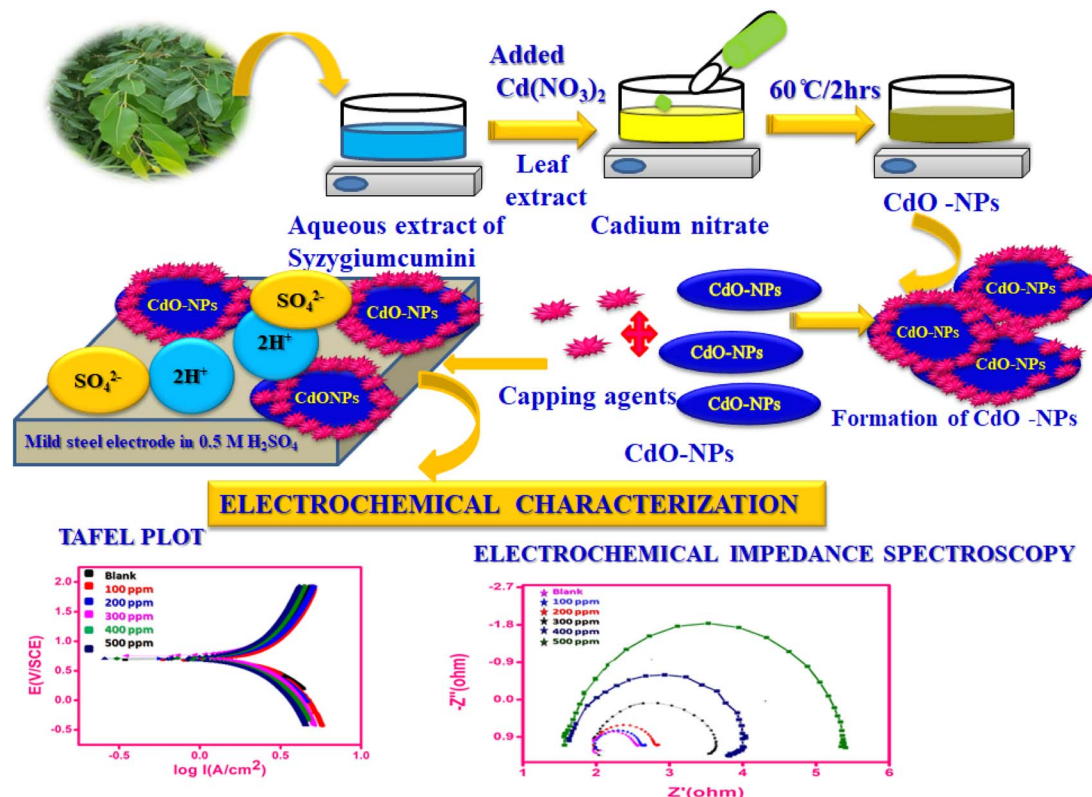 Added
Cd(NO3)2
60℃/2hrs
Leaf
extract
Aqueous extract of
Syzygiumcumini
Cadium nitrate
CdO -NPs
CdO-NPs
SO4 2-
CdO-NPs
2H+
SO4 2-
2H+
CdONPs
Mild steel electrode in 0.5 M H2SO4
Capping agents
CdO-NPs
CdO-NPs
CdO-NPs
CdO-NPs
CdO-NPs
CdO-NPs
CdO-NPs
Formation of CdO -NPs
ELECTROCHEMICAL CHARACTERIZATION
TAFEL PLOT
Blank
100 ppm
200 ppm
300 ppm
400 ppm
500 ppm
E(V/SCE)
2.0
1.5
1.0
0.5
0.0
-0.5
-0.5
0.0
0.5
1.0
log I(A/cm2)
ELECTROCHEMICAL IMPEDANCE SPECTROSCOPY
Blank
100 ppm
200 ppm
300 ppm
400 ppm
500 ppm
-Z"(ohm)
-2.7
-1.8
-0.9
0.0
0.9
1
2
3
4
5
6
Z'(ohm)